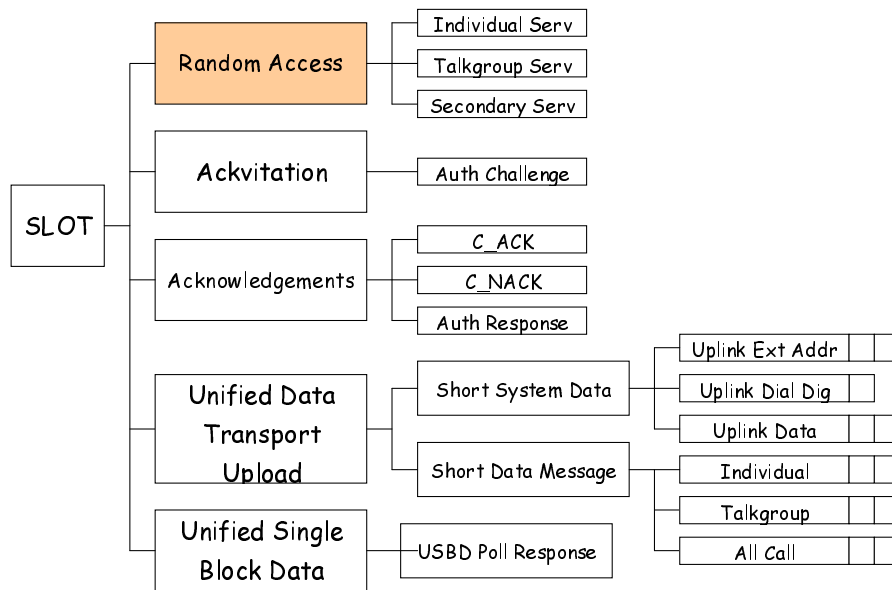 SLOT
Random Access
Individual Serv
Talkgroup Serv
Secondary Serv
Ackvitation
Auth Challenge
Acknowledgements
C_ACK
C_NACK
Auth Response
Unified Data
Transport
Upload
Short System Data
Uplink Ext Addr
Uplink Dial Dig
Uplink Data
Short Data Message
Individual
Talkgroup
All Call
Unified Single
Block Data
USBD Poll Response